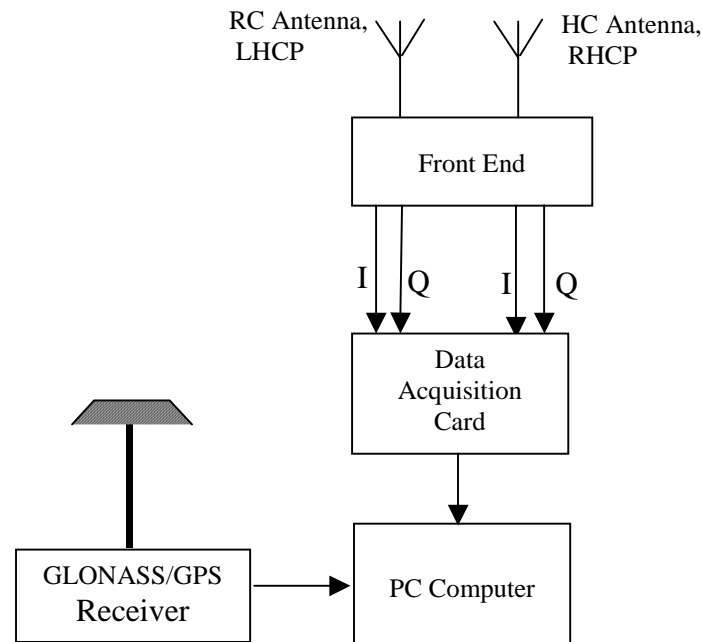 RC Antenna,
LHCP
HC Antenna,
RHCP
Front End
I
Q
I
Q
Data
Acquisition
Card
GLONASS/GPS
Receiver
PC Computer